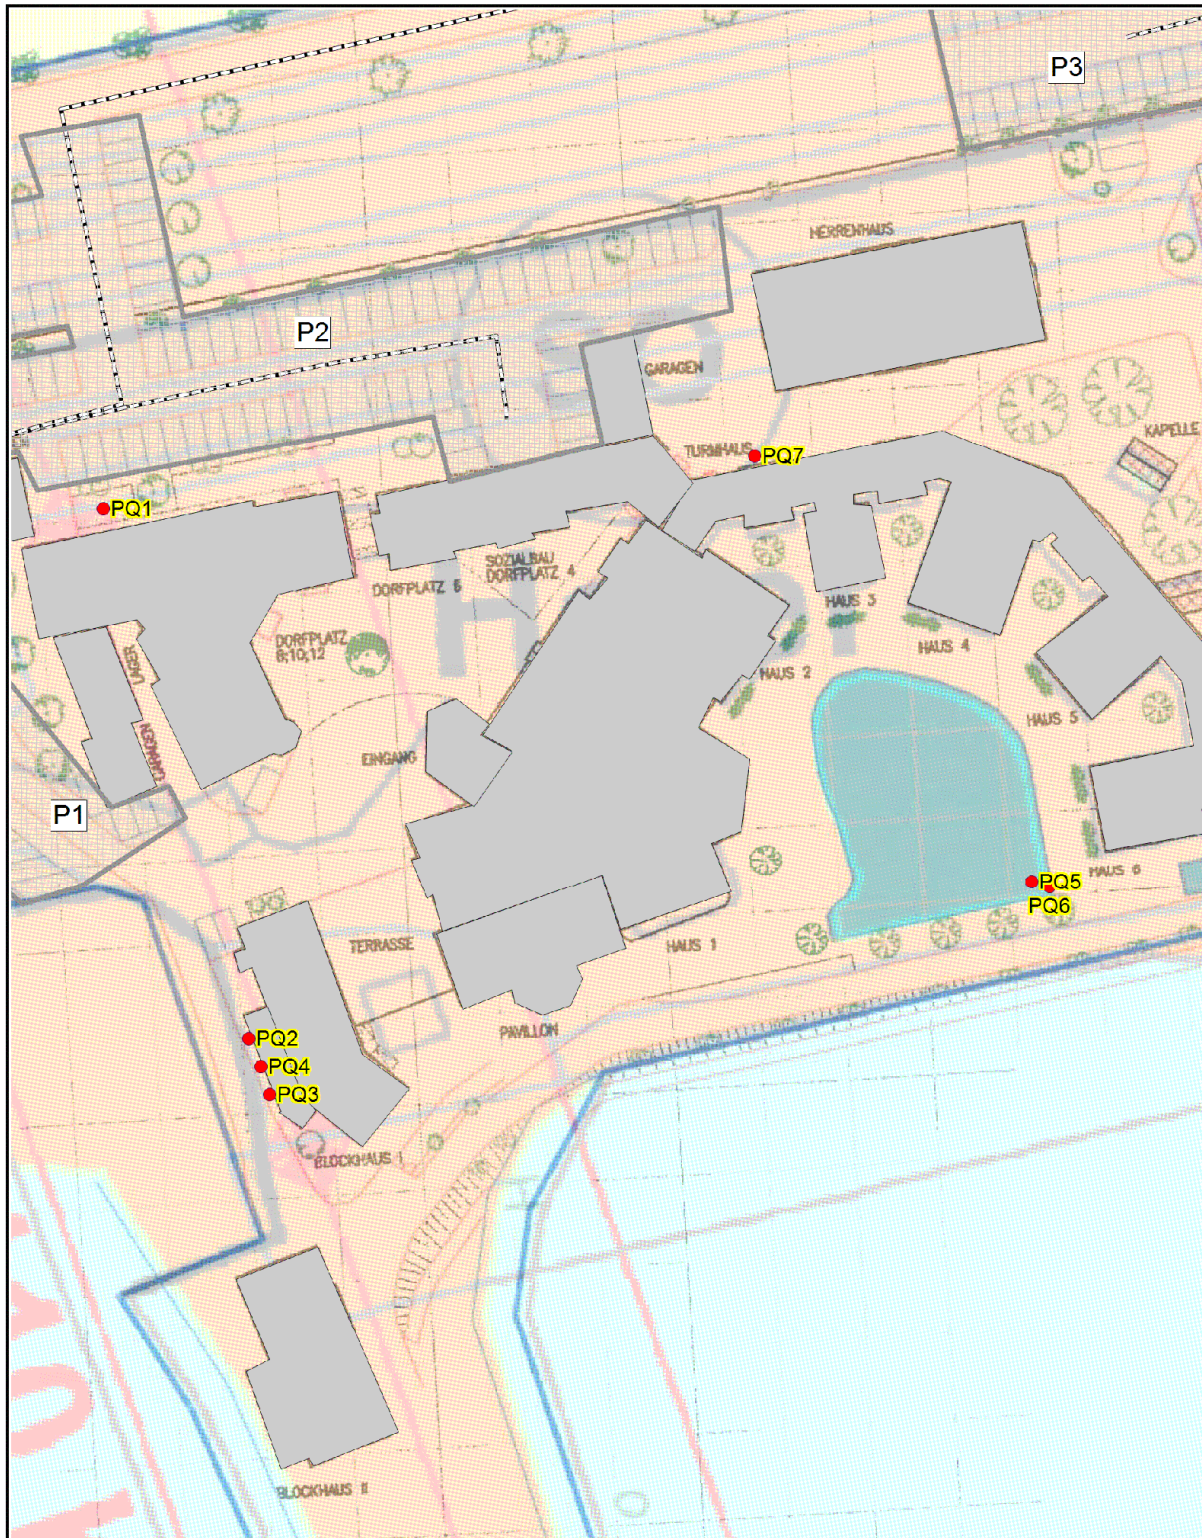 P3
HERRENHAUS
P2
GARAGEN
KAPELLE
TURMHAUS
PQ7
PQ1
SOZIALBAU
DORFPLATZ 4
DORFPLATZ 6
HAUS 3
DORFPLATZ
8;10;12
HAUS 4
LAGER
HAUS 2
HAUS 5
GARAGEN
EINGANG
P1
HAUS 6
PQ5
PQ6
TERRASSE
HAUS 1
PAVILLON
PQ2
PQ4
PQ3
BLOCKHAUS I
BLOCKHAUS II